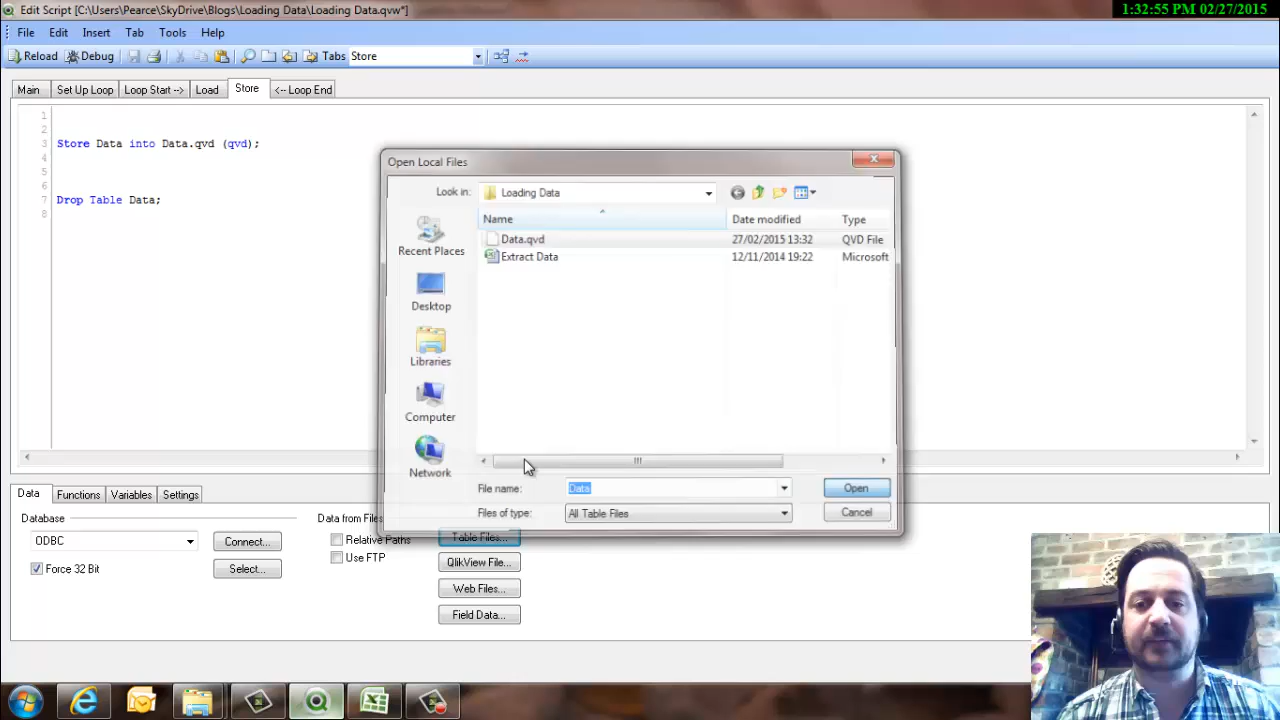 Edit Script [C:\Users\Pearce\SkyDrive\Blogs\Loading Data\Loading Data.qvw*]
1:32:55 PM 02/27/2015
File Edit Insert Tab Tools Help
Reload Debug Tabs Store
Main Set Up Loop Loop Start --> Load Store <-- Loop End
1
2
3 Store Data into Data.qvd (qvd);
4
5
6
7 Drop Table Data;
8
Open Local Files
Look in: Loading Data
Name Date modified Type
Data.qvd 27/02/2015 13:32 QVD File
Extract Data 12/11/2014 19:22 Microsoft
Recent Places
Desktop
Libraries
Computer
Network
File name: Data Open
Files of type: All Table Files Cancel
Data Functions Variables Settings
Database
ODBC Connect...
Force 32 Bit Select...
Data from Files
Relative Paths Table Files...
Use FTP QlikView File...
Web Files...
Field Data...